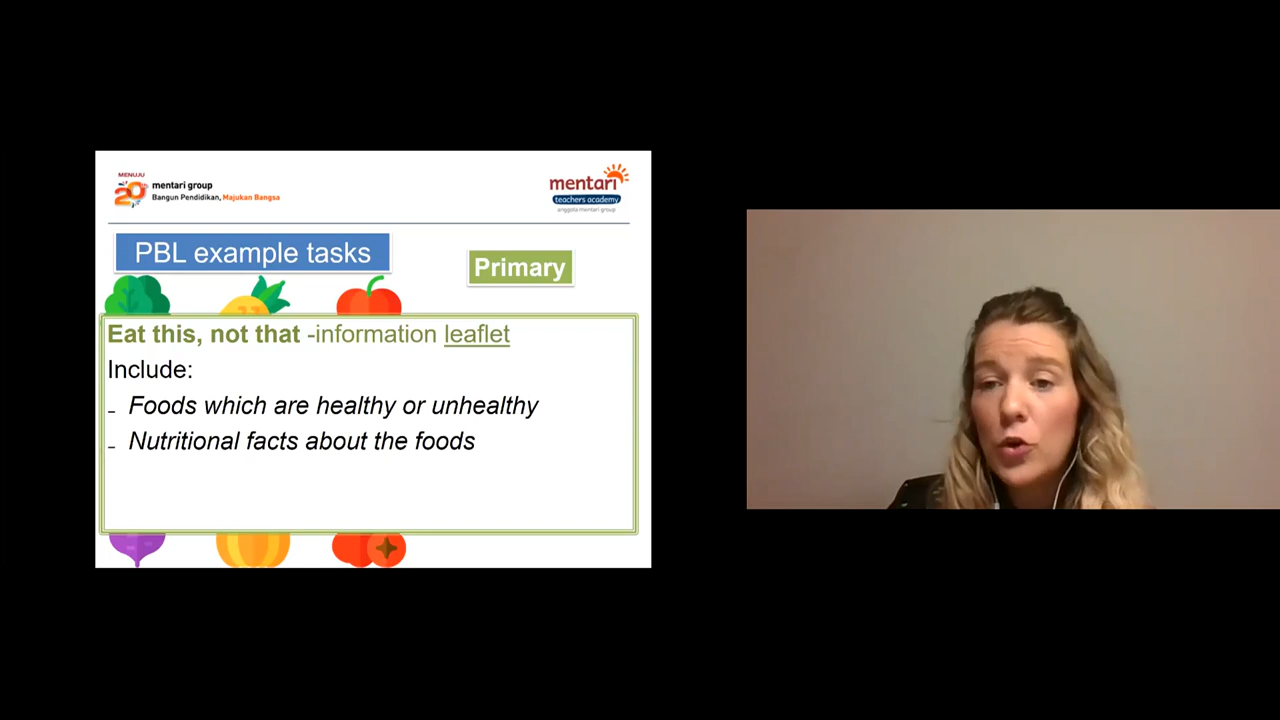 MENUJU
20th
mentari group
Bangun Pendidikan, Majukan Bangsa
mentari
teachers academy
anggota mentari group
PBL example tasks
Primary
Eat this, not that -information leaflet
Include:
- Foods which are healthy or unhealthy
- Nutritional facts about the foods